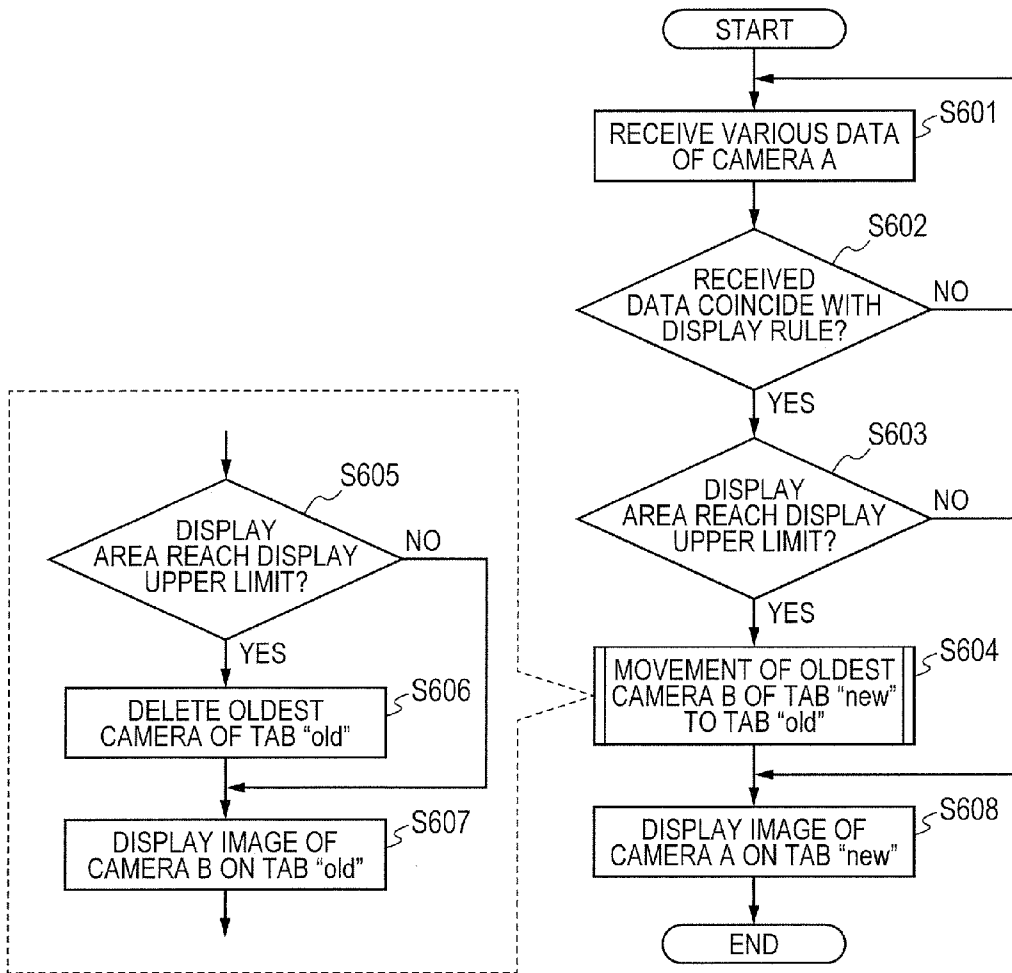 START
S601
RECEIVE VARIOUS DATA
OF CAMERA A
S602
RECEIVED
DATA COINCIDE WITH
DISPLAY RULE?
NO
YES
S603
DISPLAY
AREA REACH DISPLAY
UPPER LIMIT?
NO
YES
S604
MOVEMENT OF OLDEST
CAMERA B OF TAB “new”
TO TAB “old”
S605
DISPLAY
AREA REACH DISPLAY
UPPER LIMIT?
NO
YES
S606
DELETE OLDEST
CAMERA OF TAB “old”
S607
DISPLAY IMAGE OF
CAMERA B ON TAB “old”
S608
DISPLAY IMAGE OF
CAMERA A ON TAB “new”
END